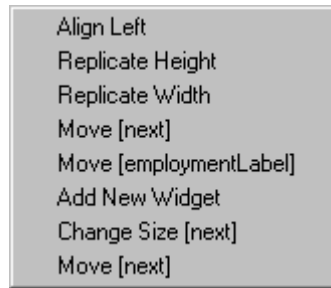 Align Left
Replicate Height
Replicate Width
Move [next]
Move [employmentLabel]
Add New Widget
Change Size [next]
Move [next]